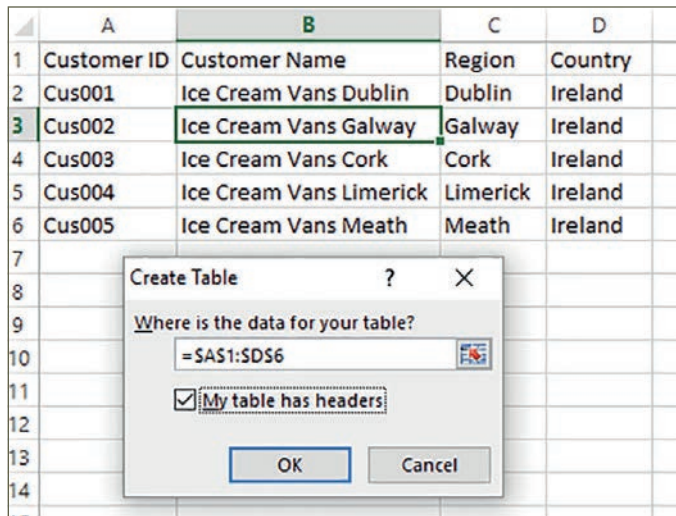 A B C D
1 Customer ID Customer Name Region Country
2 Cus001 Ice Cream Vans Dublin Dublin Ireland
3 Cus002 Ice Cream Vans Galway Galway Ireland
4 Cus003 Ice Cream Vans Cork Cork Ireland
5 Cus004 Ice Cream Vans Limerick Limerick Ireland
6 Cus005 Ice Cream Vans Meath Meath Ireland
7
Create Table ? X
8
9 Where is the data for your table?
10 =$A$1:$D$6
11 My table has headers
12
13 OK Cancel
14